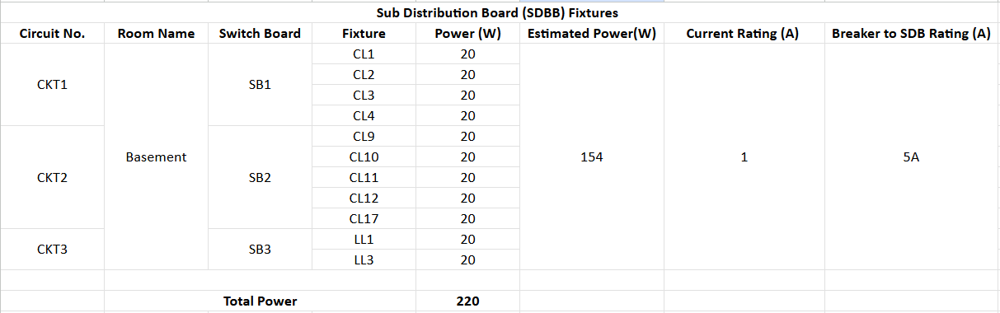 Sub Distribution Board (SDBB) Fixtures
Circuit No. Room Name Switch Board Fixture Power (W) Estimated Power(W) Current Rating (A) Breaker to SDB Rating (A)
CKT1 Basement SB1 CL1 20 154 1 5A
CL2 20
CL3 20
CL4 20
CKT2 SB2 CL9 20
CL10 20
CL11 20
CL12 20
CL17 20
CKT3 SB3 LL1 20
LL3 20
Total Power 220